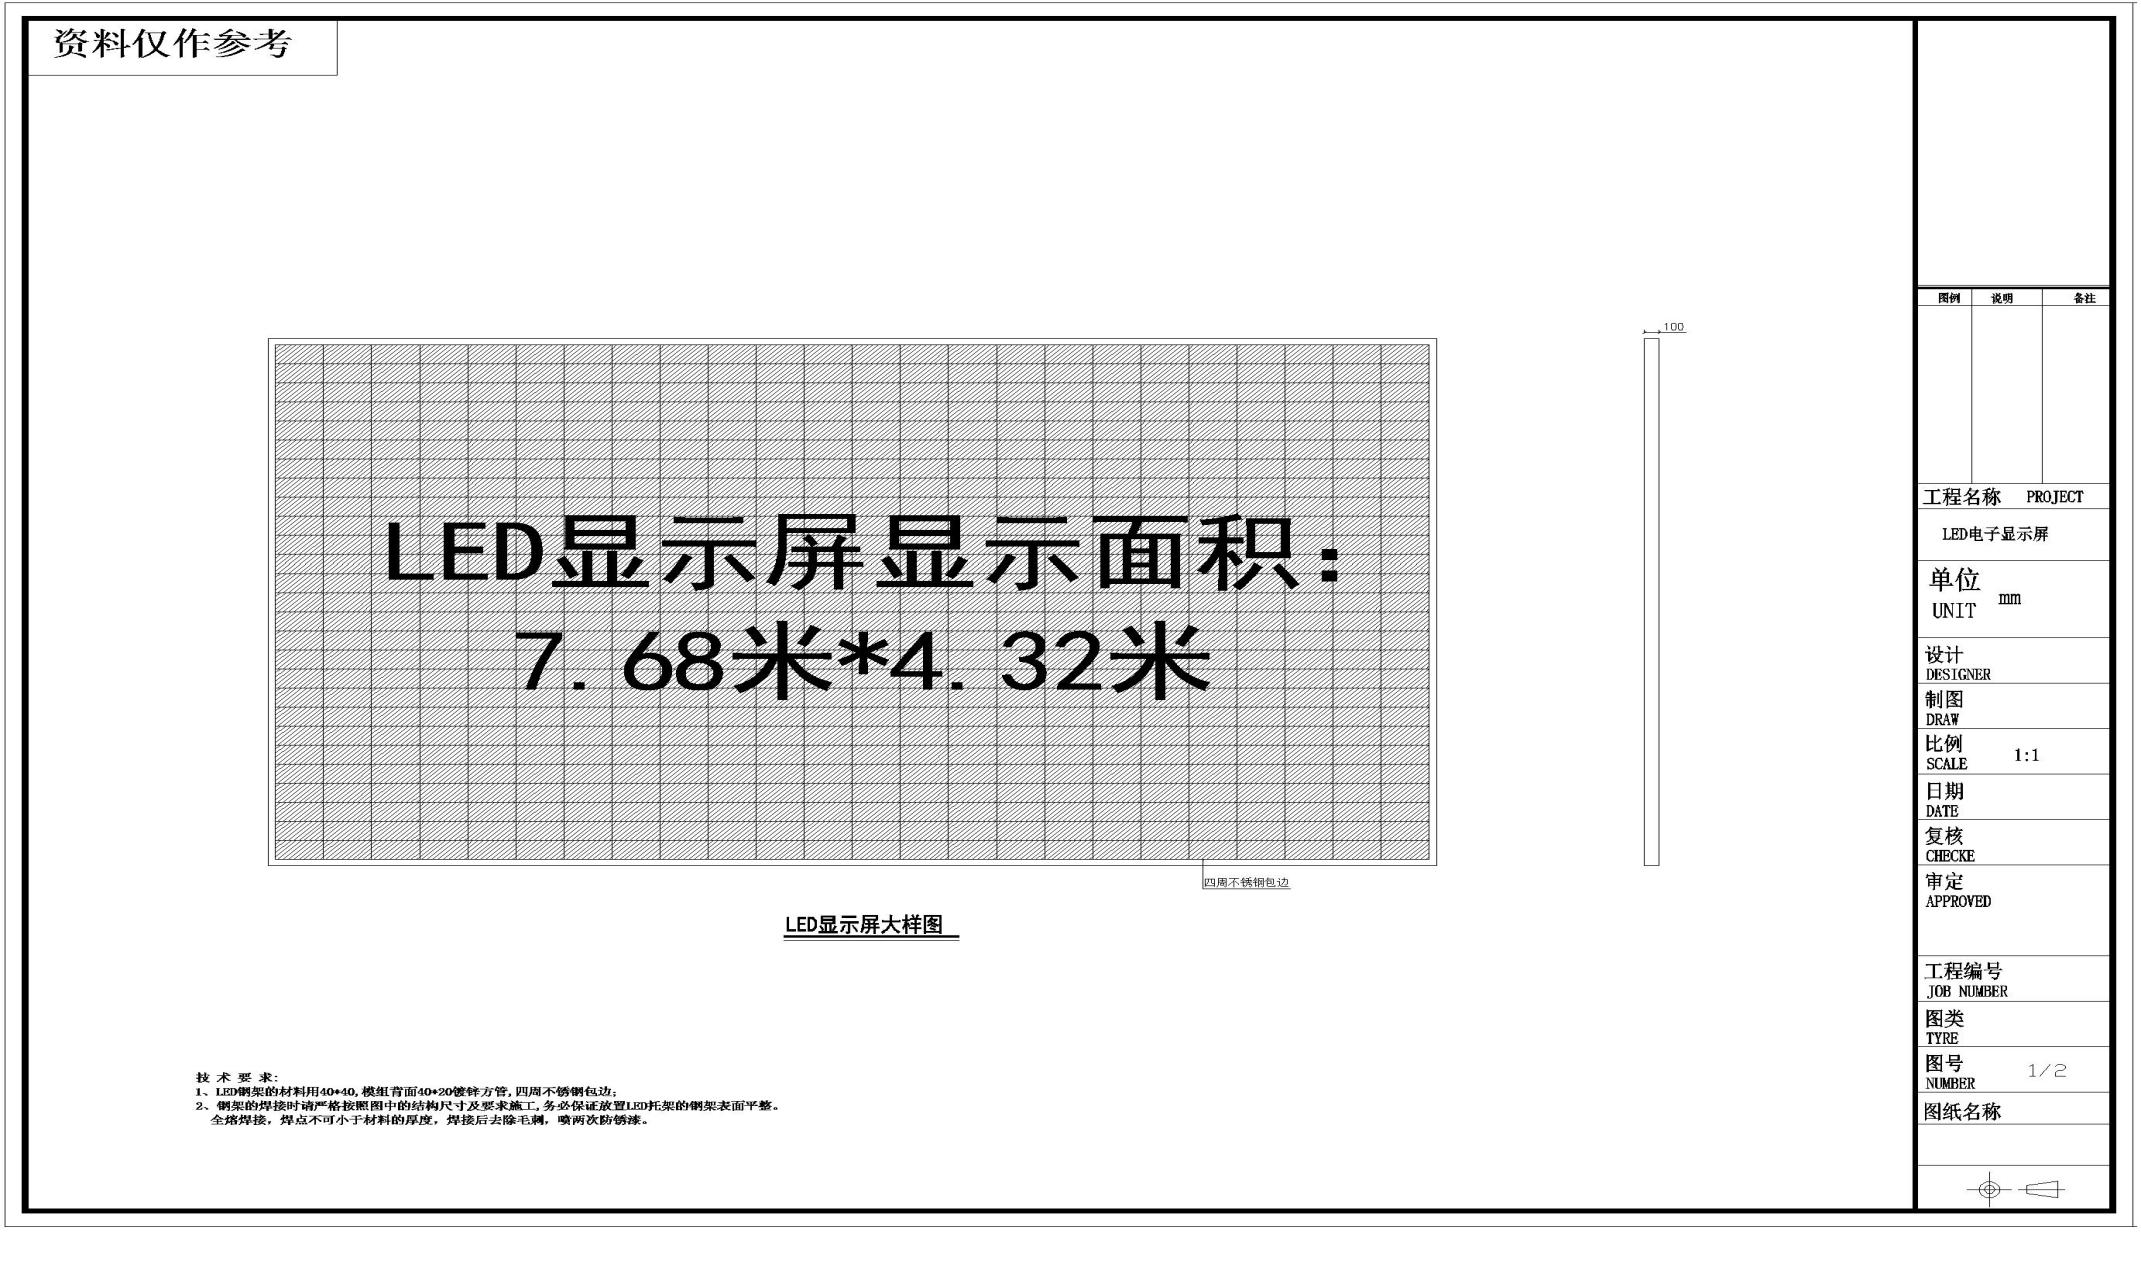 资料仅作参考
100
LED显示屏显示面积:
7.68米*4.32米
四周不锈钢包边
LED显示屏大样图
技 术 要 求:
1、LED钢架的材料用40*40,模组背面40*20镀锌方管,四周不锈钢包边;
2、钢架的焊接时请严格按照图中的结构尺寸及要求施工,务必保证放置LED托架的钢架表面平整。
全熔焊接，焊点不可小于材料的厚度，焊接后去除毛刺，喷两次防锈漆。
图例 说明 备注
工程名称 PROJECT
LED电子显示屏
单位
UNIT mm
设计
DESIGNER
制图
DRAW
比例
SCALE 1:1
日期
DATE
复核
CHECKE
审定
APPROVED
工程编号
JOB NUMBER
图类
TYRE
图号
NUMBER 1/2
图纸名称